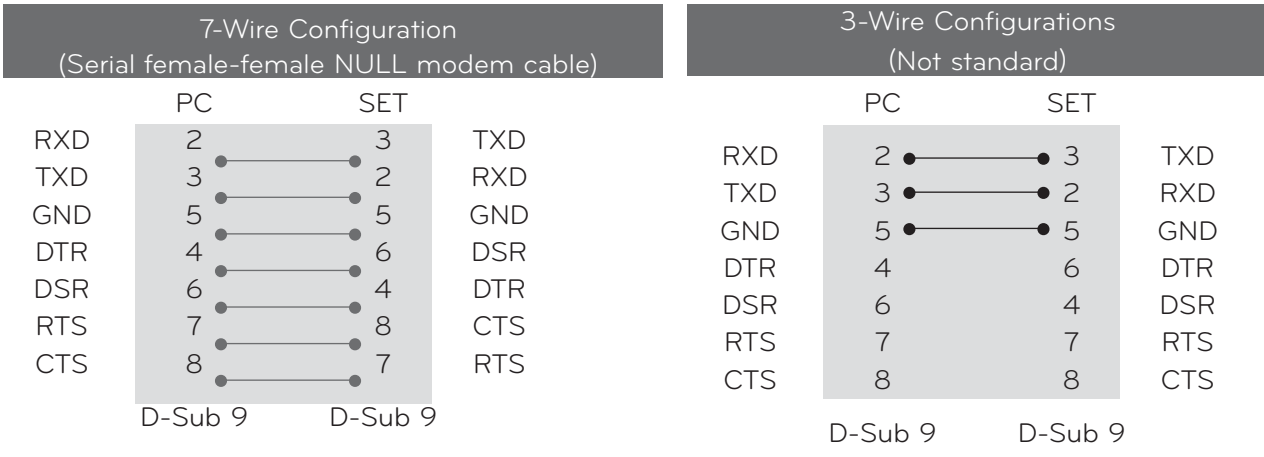 7-Wire Configuration
(Serial female-female NULL modem cable)
PC SET
RXD 2 3 TXD
TXD 3 2 RXD
GND 5 5 GND
DTR 4 6 DSR
DSR 6 4 DTR
RTS 7 8 CTS
CTS 8 7 RTS
D-Sub 9 D-Sub 9
3-Wire Configurations
(Not standard)
PC SET
RXD 2 3 TXD
TXD 3 2 RXD
GND 5 5 GND
DTR 4 6 DTR
DSR 6 4 DSR
RTS 7 7 RTS
CTS 8 8 CTS
D-Sub 9 D-Sub 9